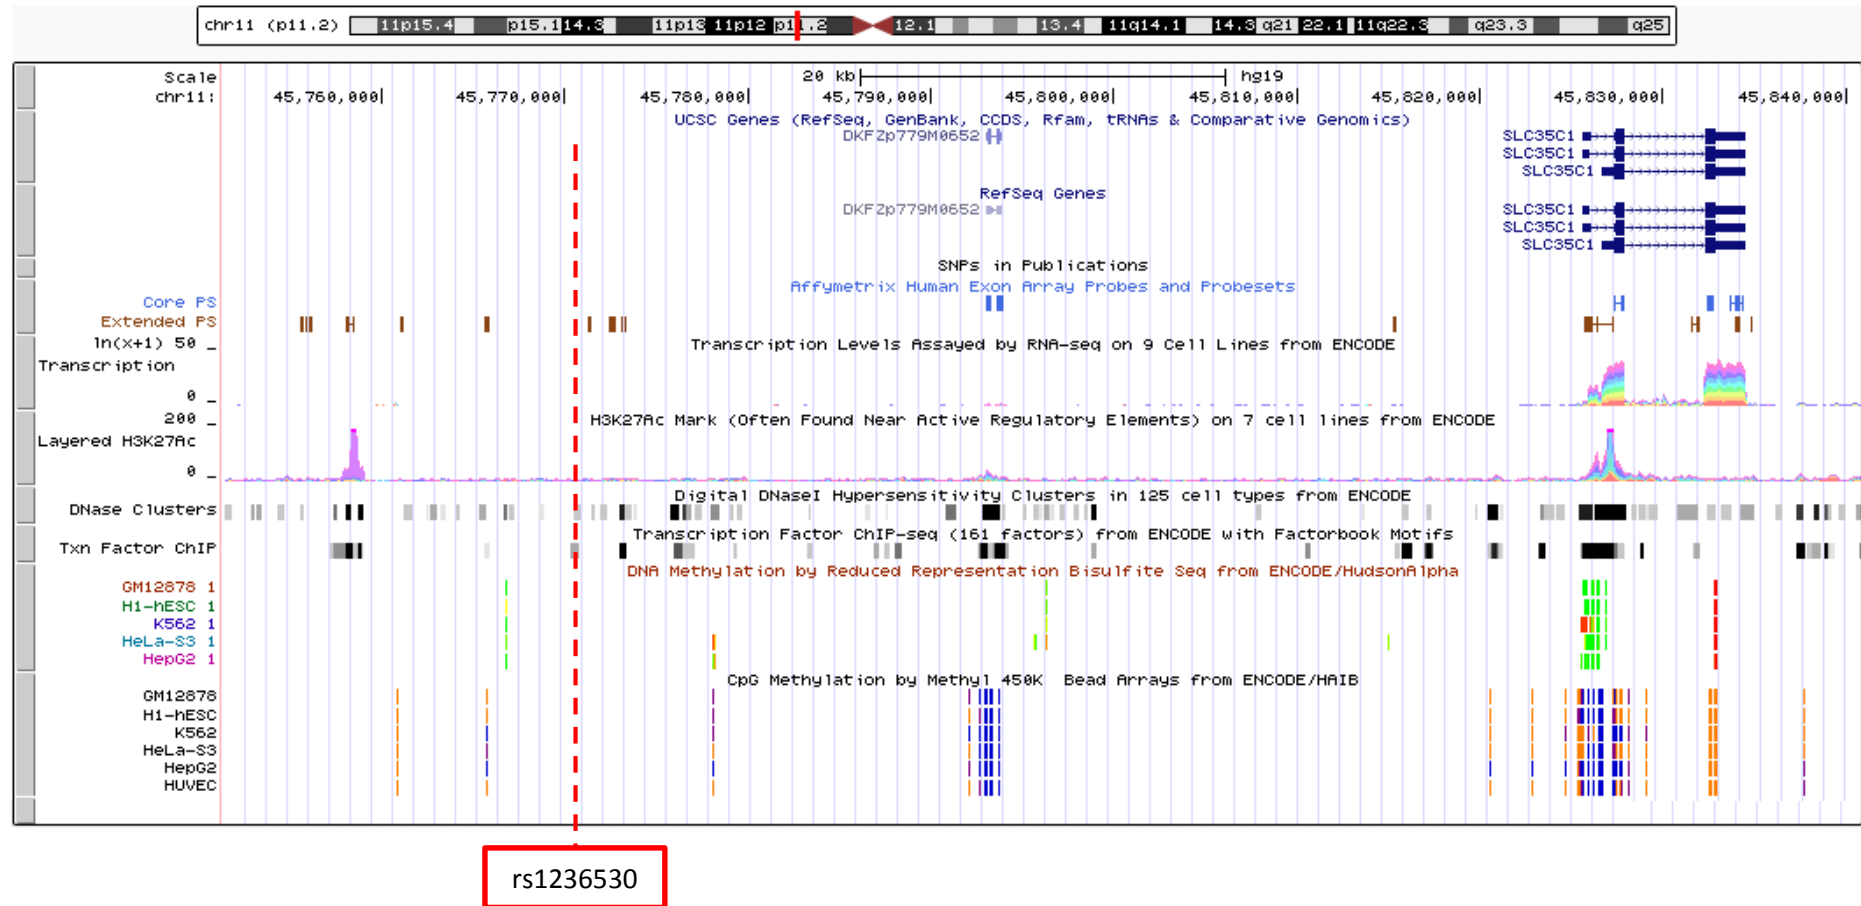 chr11 (p11.2) 11p15.4 p15.1 14.3 11p13 11p12 p11.2 12.1 13.4 11q14.1 14.3 q21 22.1 11q22.3 q23.3 q25
Scale 20 kb hg19
chr11: 45,760,000 45,770,000 45,780,000 45,790,000 45,800,000 45,810,000 45,820,000 45,830,000 45,840,000
UCSC Genes (RefSeq, GenBank, CCDS, Rfam, tRNAs & Comparative Genomics)
DKFZp779M0652 SLC35C1
SLC35C1
SLC35C1
RefSeq Genes
DKFZp779M0652 SLC35C1
SLC35C1
SLC35C1
SNPs in Publications
Affymetrix Human Exon Array Probes and Probesets
Core PS
Extended PS
ln(x+1) 50 _ Transcription Levels Assayed by RNA-seq on 9 Cell Lines from ENCODE
Transcription
0 _
200 _ H3K27Ac Mark (Often Found Near Active Regulatory Elements) on 7 cell lines from ENCODE
Layered H3K27Ac
0 _
Digital DNaseI Hypersensitivity Clusters in 125 cell types from ENCODE
DNase Clusters
Transcription Factor ChIP-seq (161 factors) from ENCODE with Factorbook Motifs
Txn Factor ChIP
DNA Methylation by Reduced Representation Bisulfite Seq from ENCODE/HudsonAlpha
GM12878 1
H1-hESC 1
K562 1
HeLa-S3 1
HepG2 1
CpG Methylation by Methyl 450K Bead Arrays from ENCODE/HAIB
GM12878
H1-hESC
K562
HeLa-S3
HepG2
HUVEC
rs1236530